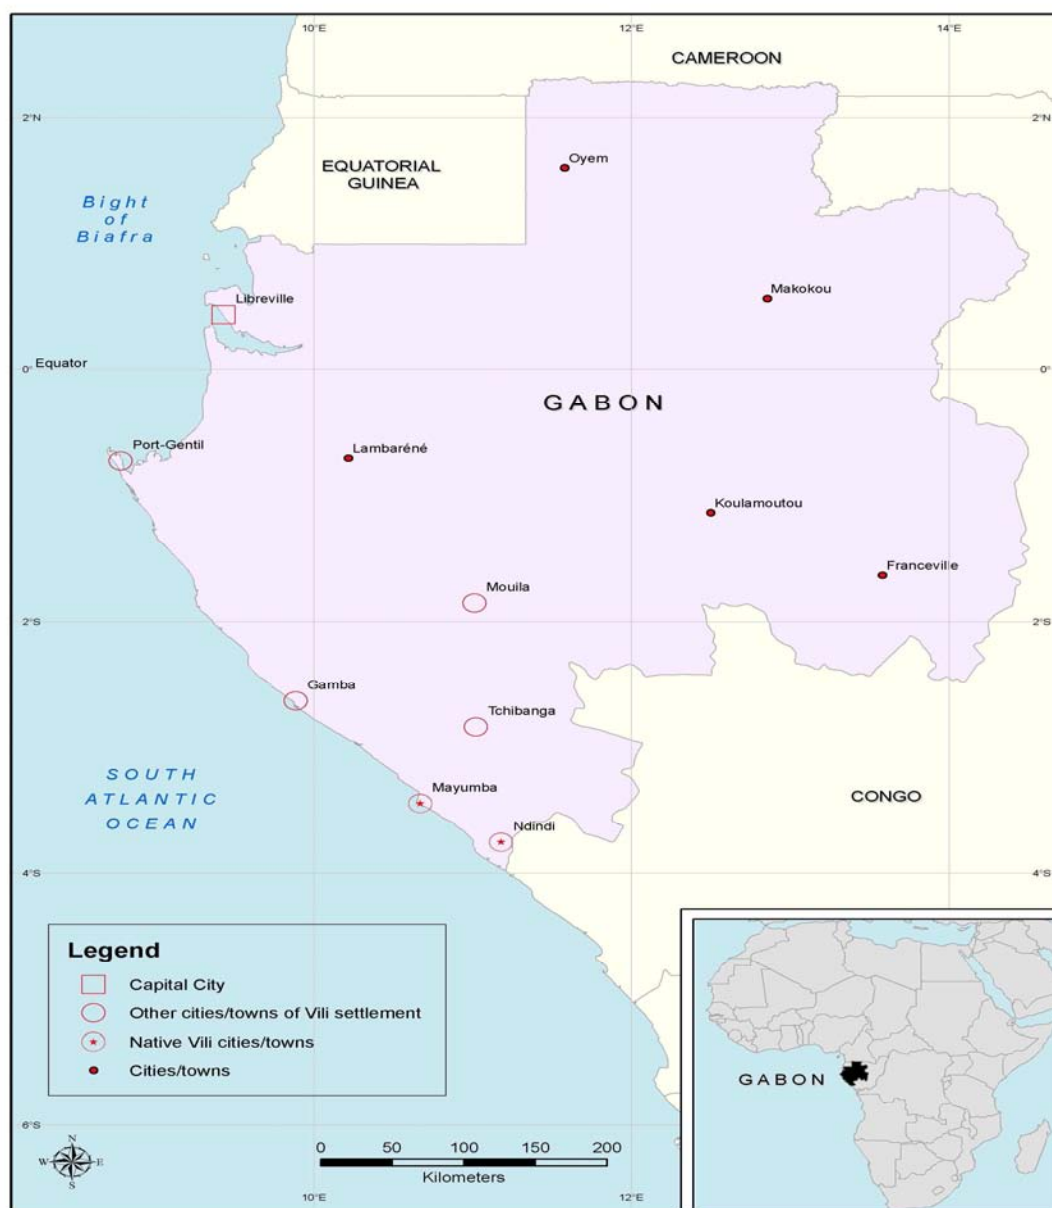 10°E
12°E
14°E
CAMEROON
2°N
2°N
Oyem
EQUATORIAL
GUINEA
Bight
of
Biafra
Makokou
Libreville
Equator
0°
0°
GABON
Port-Gentil
Lambaréné
Koulamoutou
Franceville
Mouila
2°S
2°S
Gamba
Tchibanga
SOUTH
ATLANTIC
OCEAN
Mayumba
CONGO
Ndindi
4°S
4°S
Legend
Capital City
Other cities/towns of Vili settlement
Native Vili cities/towns
Cities/towns
GABON
6°S
N
W E
S
0 50 100 150 200
Kilometers
10°E
12°E